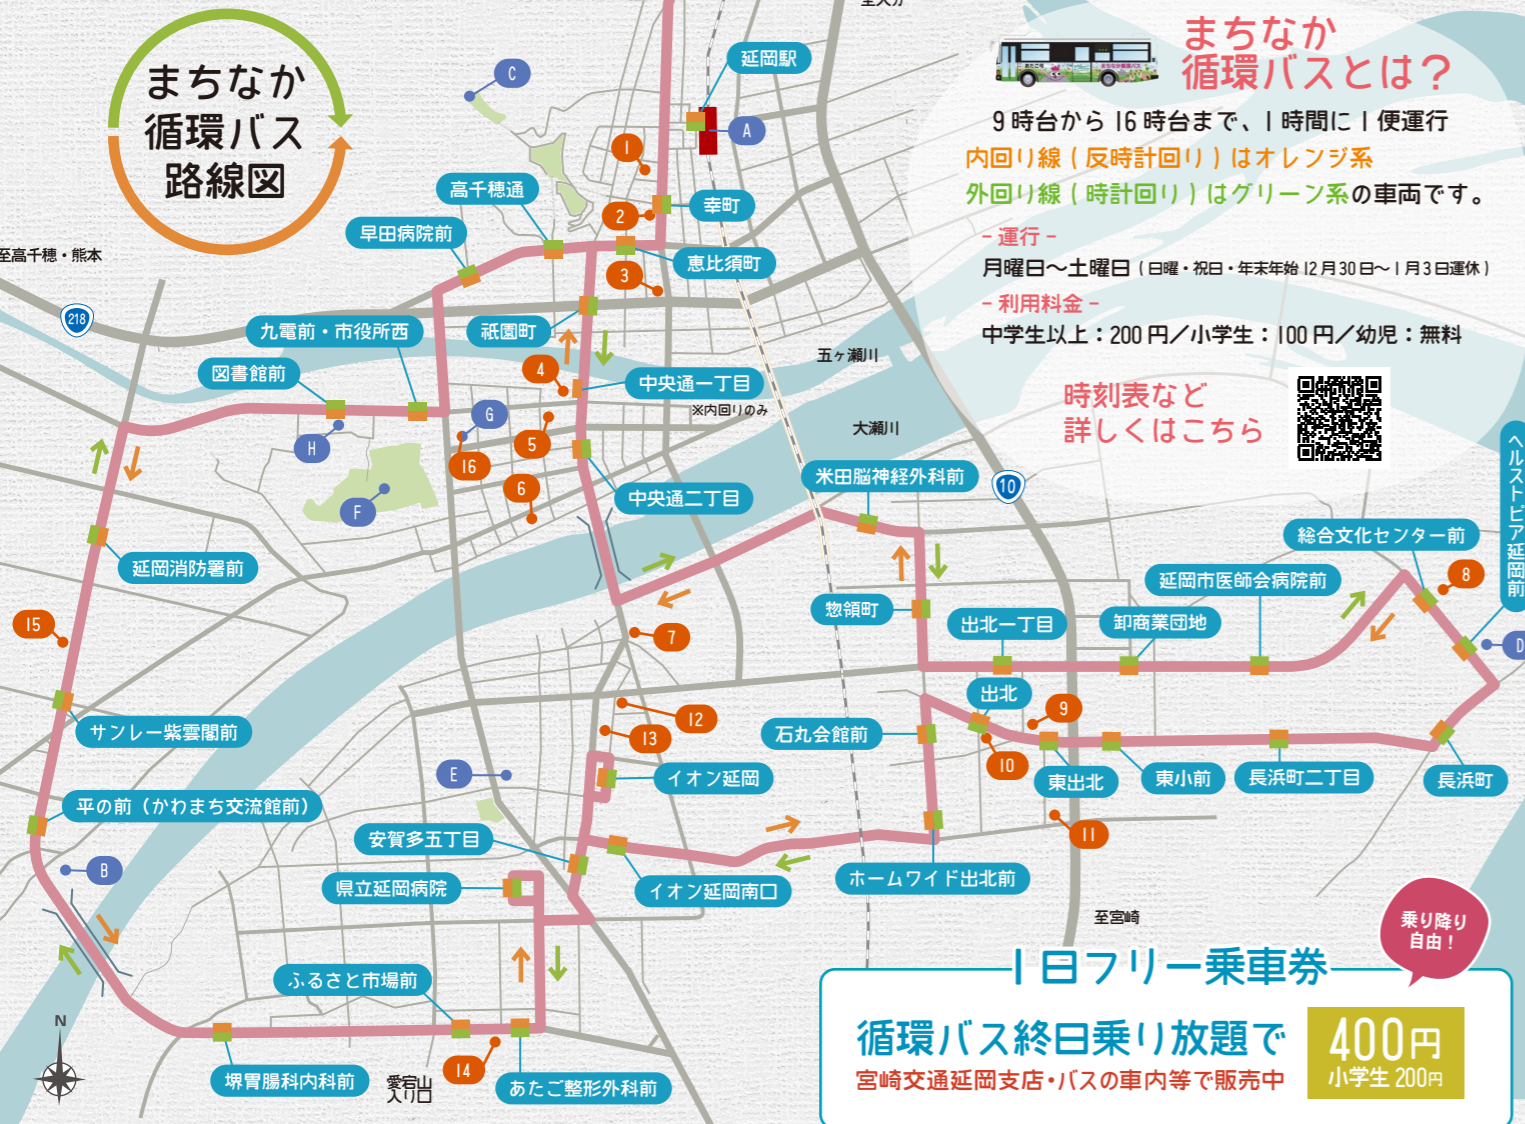 まちなか
循環バス
路線図
至大分
まちなか
循環バスとは？
9時台から16時台まで、1時間に1便運行
内回り線(反時計回り)はオレンジ系
外回り線(時計回り)はグリーン系の車両です。
- 運行 -
月曜日〜土曜日(日曜・祝日・年末年始12月30日〜1月3日運休)
- 利用料金 -
中学生以上：200円／小学生：100円／幼児：無料
時刻表など
詳しくはこちら
延岡駅
A
C
1
高千穂通
幸町
2
早田病院前
恵比須町
3
至高千穂・熊本
218
九電前・市役所西
祇園町
五ヶ瀬川
図書館前
4
中央通一丁目
※内回りのみ
G
大瀬川
H
5
16
6
米田脳神経外科前
10
中央通二丁目
F
ヘルストピア延岡前
総合文化センター前
延岡消防署前
8
延岡市医師会病院前
15
惣領町
出北一丁目
卸商業団地
7
D
出北
9
12
サンレー紫雲閣前
石丸会館前
13
10
E
イオン延岡
東出北
東小前
長浜町二丁目
長浜町
平の前（かわまち交流館前）
安賀多五丁目
11
B
県立延岡病院
イオン延岡南口
ホームワイド出北前
至宮崎
ふるさと市場前
N
14
堺胃腸科内科前
愛宕山
入り口
あたご整形外科前
1日フリー乗車券
乗り降り
自由！
循環バス終日乗り放題で
400円
小学生 200円
宮崎交通延岡支店・バスの車内等で販売中